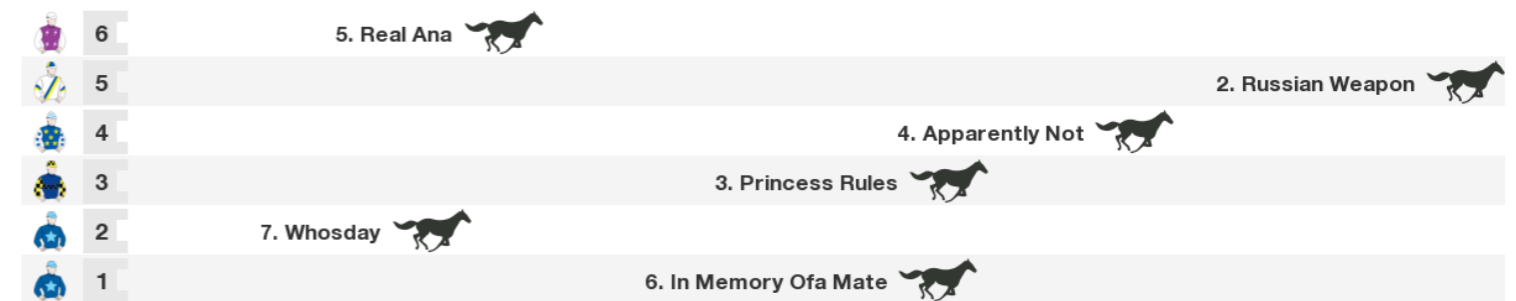 6 5. Real Ana
5 2. Russian Weapon
4 4. Apparently Not
3 3. Princess Rules
2 7. Whosday
1 6. In Memory Ofa Mate